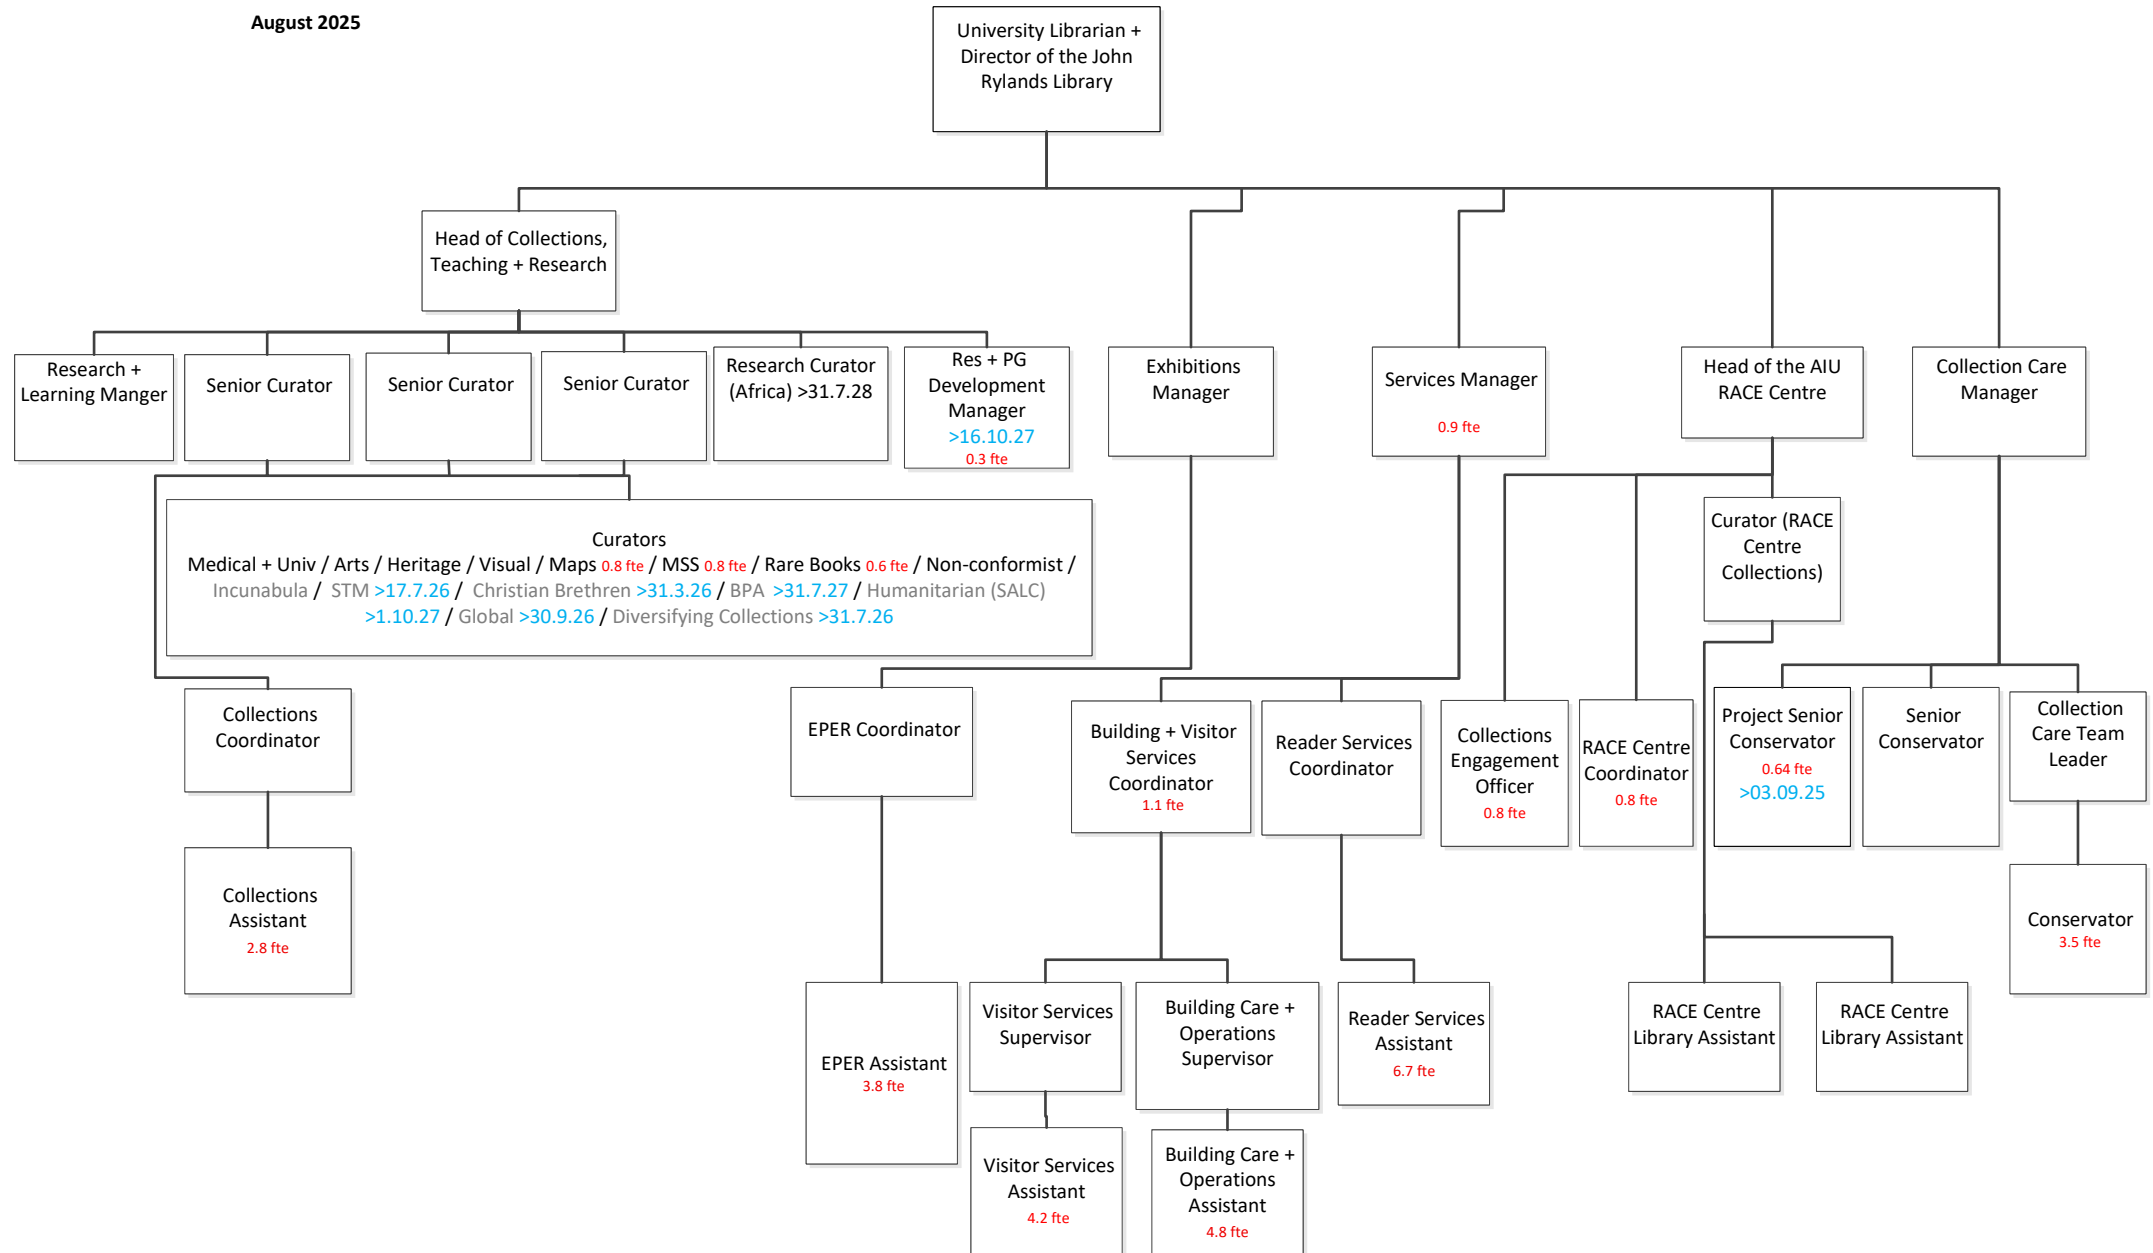 August 2025
University Librarian +
Director of the John
Rylands Library
Head of Collections,
Teaching + Research
Research +
Learning Manger
Senior Curator
Senior Curator
Senior Curator
Research Curator
(Africa) >31.7.28
Res + PG
Development
Manager
>16.10.27
0.3 fte
Exhibitions
Manager
Services Manager
0.9 fte
Head of the AIU
RACE Centre
Collection Care
Manager
Curators
Medical + Univ / Arts / Heritage / Visual / Maps 0.8 fte / MSS 0.8 fte / Rare Books 0.6 fte / Non-conformist /
Incunabula / STM >17.7.26 / Christian Brethren >31.3.26 / BPA >31.7.27 / Humanitarian (SALC)
>1.10.27 / Global >30.9.26 / Diversifying Collections >31.7.26
Curator (RACE
Centre
Collections)
Collections
Coordinator
EPER Coordinator
Building + Visitor
Services
Coordinator
1.1 fte
Reader Services
Coordinator
Collections
Engagement
Officer
0.8 fte
RACE Centre
Coordinator
0.8 fte
Project Senior
Conservator
0.64 fte
>03.09.25
Senior
Conservator
Collection
Care Team
Leader
Collections
Assistant
2.8 fte
Conservator
3.5 fte
EPER Assistant
3.8 fte
Visitor Services
Supervisor
Building Care +
Operations
Supervisor
Reader Services
Assistant
6.7 fte
RACE Centre
Library Assistant
RACE Centre
Library Assistant
Visitor Services
Assistant
4.2 fte
Building Care +
Operations
Assistant
4.8 fte